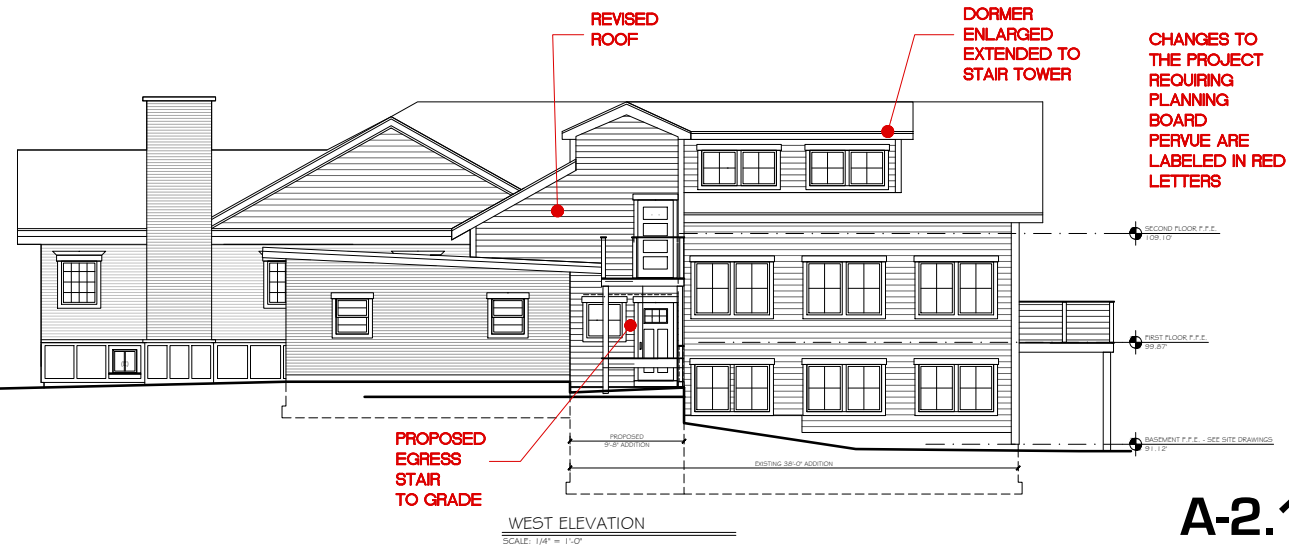 REVISED
ROOF
DORMER
ENLARGED
EXTENDED TO
STAIR TOWER
CHANGES TO
THE PROJECT
REQUIRING
PLANNING
BOARD
PERVUE ARE
LABELED IN RED
LETTERS
SECOND FLOOR F.F.E.
109.10'
FIRST FLOOR F.F.E.
99.87'
PROPOSED
EGRESS
STAIR
TO GRADE
PROPOSED
9'-8" ADDITION
BASEMENT F.F.E. - SEE SITE DRAWINGS
91.12'
EXISTING 38'-0" ADDITION
WEST ELEVATION
SCALE: 1/4" = 1'-0"
A-2.1